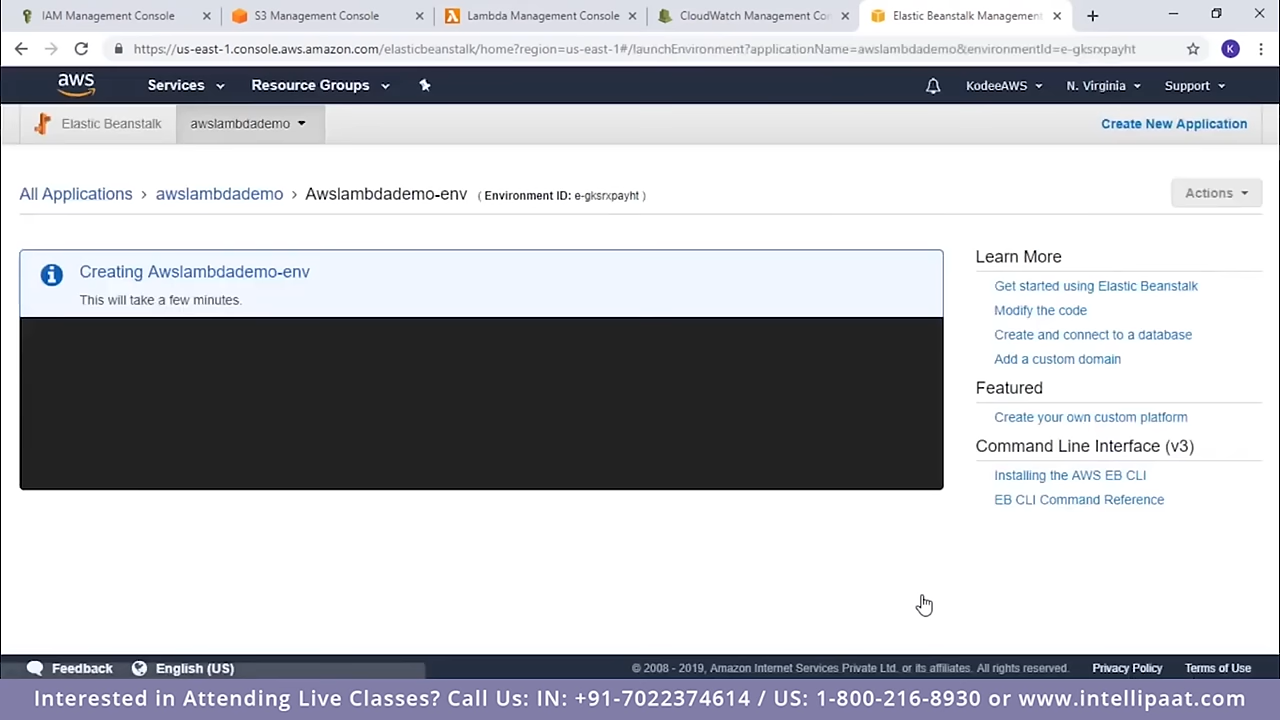 IAM Management Console
S3 Management Console
Lambda Management Console
CloudWatch Management Con
Elastic Beanstalk Management
https://us-east-1.console.aws.amazon.com/elasticbeanstalk/home?region=us-east-1#/launchEnvironment?applicationName=awslambdademo&environmentId=e-gksrxpayht
K
aws
Services
Resource Groups
KodeeAWS
N. Virginia
Support
Elastic Beanstalk
awslambdademo
Create New Application
All Applications › awslambdademo › Awslambdademo-env ( Environment ID: e-gksrxpayht )
Actions
Creating Awslambdademo-env
This will take a few minutes.
Learn More
Get started using Elastic Beanstalk
Modify the code
Create and connect to a database
Add a custom domain
Featured
Create your own custom platform
Command Line Interface (v3)
Installing the AWS EB CLI
EB CLI Command Reference
Feedback
English (US)
© 2008 - 2019, Amazon Internet Services Private Ltd. or its affiliates. All rights reserved.
Privacy Policy
Terms of Use
Interested in Attending Live Classes? Call Us: IN: +91-7022374614 / US: 1-800-216-8930 or www.intellipaat.com